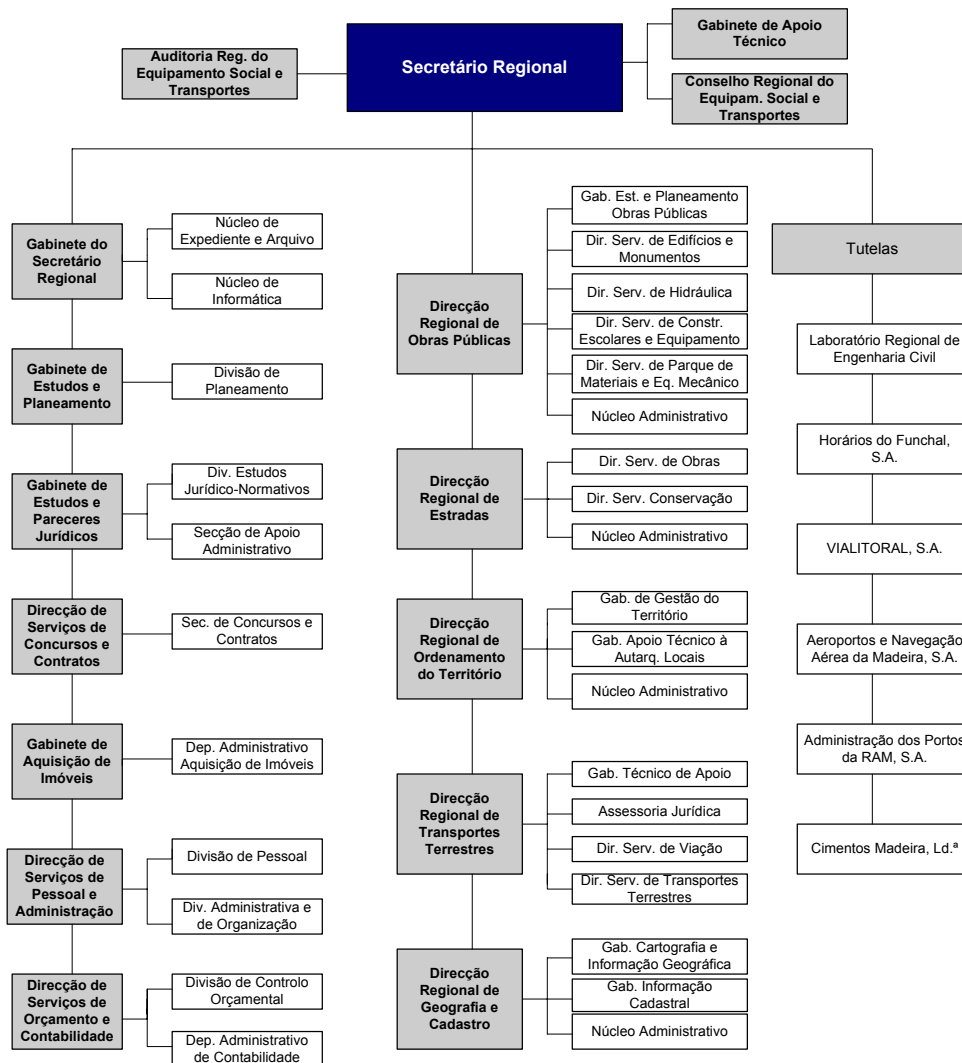 Auditoria Reg. do
Equipamento Social e
Transportes
Secretário Regional
Gabinete de Apoio
Técnico
Conselho Regional do
Equipam. Social e
Transportes
Gabinete do
Secretário
Regional
Núcleo de
Expediente e Arquivo
Núcleo de
Informática
Gabinete de
Estudos e
Planeamento
Divisão de
Planeamento
Gabinete de
Estudos e
Pareceres
Jurídicos
Div. Estudos
Jurídico-Normativos
Secção de Apoio
Administrativo
Direcção de
Serviços de
Concursos e
Contratos
Sec. de Concursos e
Contratos
Gabinete de
Aquisição de
Imóveis
Dep. Administrativo
Aquisição de Imóveis
Direcção de
Serviços de
Pessoal e
Administração
Divisão de Pessoal
Div. Administrativa e
de Organização
Direcção de
Serviços de
Orçamento e
Contabilidade
Divisão de Controlo
Orçamental
Dep. Administrativo
de Contabilidade
Direcção
Regional de
Obras Públicas
Gab. Est. e Planeamento
Obras Públicas
Dir. Serv. de Edifícios e
Monumentos
Dir. Serv. de Hidráulica
Dir. Serv. de Constr.
Escolares e Equipamento
Dir. Serv. de Parque de
Materiais e Eq. Mecânico
Núcleo Administrativo
Direcção
Regional de
Estradas
Dir. Serv. de Obras
Dir. Serv. Conservação
Núcleo Administrativo
Direcção
Regional de
Ordenamento
do Território
Gab. de Gestão do
Território
Gab. Apoio Técnico à
Autarq. Locais
Núcleo Administrativo
Direcção
Regional de
Transportes
Terrestres
Gab. Técnico de Apoio
Assessoria Jurídica
Dir. Serv. de Viação
Dir. Serv. de Transportes
Terrestres
Direcção
Regional de
Geografia e
Cadastro
Gab. Cartografia e
Informação Geográfica
Gab. Informação
Cadastral
Núcleo Administrativo
Tutelas
Laboratório Regional de
Engenharia Civil
Horários do Funchal,
S.A.
VIALITORAL, S.A.
Aeroportos e Navegação
Aérea da Madeira, S.A.
Administração dos Portos
da RAM, S.A.
Cimentos Madeira, Ld.ª